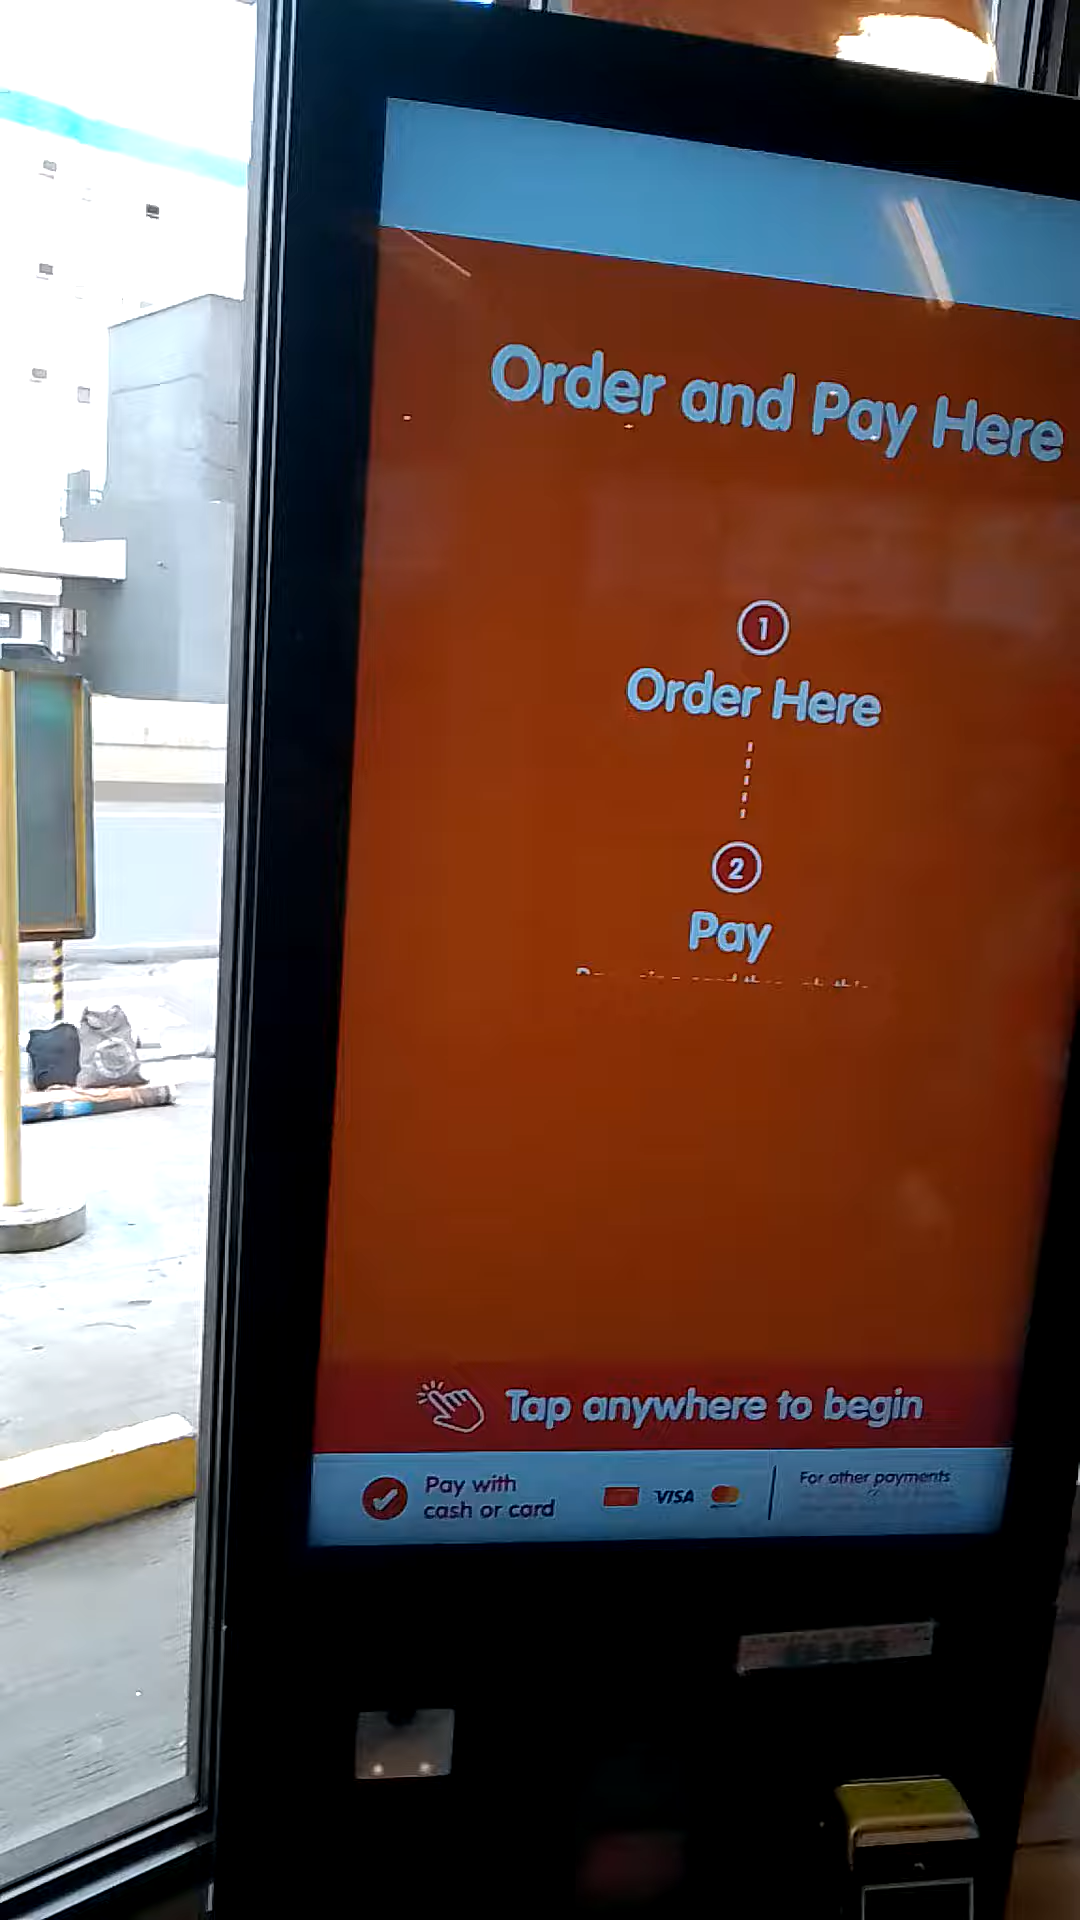 Order and Pay Here
1
Order Here
2
Pay
Tap anywhere to begin
Pay with
cash or card
VISA
For other payments